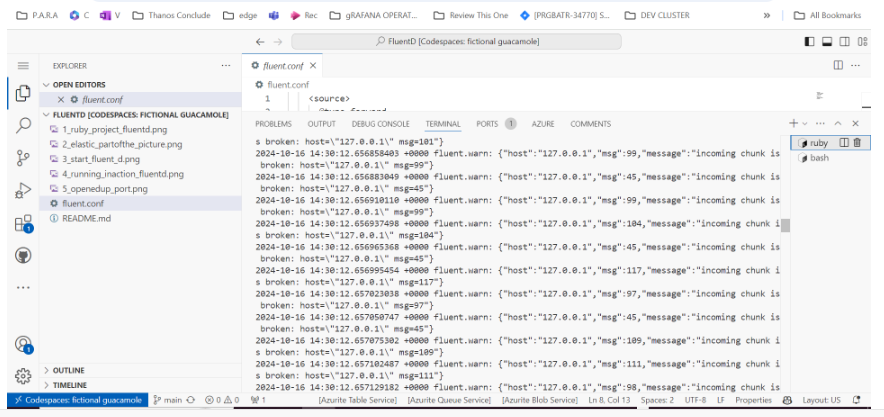 P.A.R.A C V Thanos Conclude edge Rec gRAFANA OPERAT... Review This One [PRGBATR-34770] S... DEV CLUSTER » All Bookmarks
FluentD [Codespaces: fictional guacamole]
EXPLORER ...
fluent.conf ×
OPEN EDITORS
× fluent.conf
FLUENTD [CODESPACES: FICTIONAL GUACAMOLE]
1_ruby_project_fluentd.png
2_elastic_partofthe_picture.png
3_start_fluent_d.png
4_running_inaction_fluentd.png
5_openedup_port.png
fluent.conf
README.md
OUTLINE
TIMELINE
fluent.conf
1 <source>
PROBLEMS OUTPUT DEBUG CONSOLE TERMINAL PORTS 1 AZURE COMMENTS
ruby
bash
s broken: host=\"127.0.0.1\" msg=101"}
2024-10-16 14:30:12.656858403 +0000 fluent.warn: {"host":"127.0.0.1","msg":99,"message":"incoming chunk is
broken: host=\"127.0.0.1\" msg=99"}
2024-10-16 14:30:12.656883049 +0000 fluent.warn: {"host":"127.0.0.1","msg":45,"message":"incoming chunk is
broken: host=\"127.0.0.1\" msg=45"}
2024-10-16 14:30:12.656910110 +0000 fluent.warn: {"host":"127.0.0.1","msg":99,"message":"incoming chunk is
broken: host=\"127.0.0.1\" msg=99"}
2024-10-16 14:30:12.656937498 +0000 fluent.warn: {"host":"127.0.0.1","msg":104,"message":"incoming chunk i
s broken: host=\"127.0.0.1\" msg=104"}
2024-10-16 14:30:12.656965368 +0000 fluent.warn: {"host":"127.0.0.1","msg":45,"message":"incoming chunk is
broken: host=\"127.0.0.1\" msg=45"}
2024-10-16 14:30:12.656995454 +0000 fluent.warn: {"host":"127.0.0.1","msg":117,"message":"incoming chunk i
s broken: host=\"127.0.0.1\" msg=117"}
2024-10-16 14:30:12.657023038 +0000 fluent.warn: {"host":"127.0.0.1","msg":97,"message":"incoming chunk is
broken: host=\"127.0.0.1\" msg=97"}
2024-10-16 14:30:12.657050747 +0000 fluent.warn: {"host":"127.0.0.1","msg":45,"message":"incoming chunk is
broken: host=\"127.0.0.1\" msg=45"}
2024-10-16 14:30:12.657075302 +0000 fluent.warn: {"host":"127.0.0.1","msg":109,"message":"incoming chunk i
s broken: host=\"127.0.0.1\" msg=109"}
2024-10-16 14:30:12.657102487 +0000 fluent.warn: {"host":"127.0.0.1","msg":111,"message":"incoming chunk i
s broken: host=\"127.0.0.1\" msg=111"}
2024-10-16 14:30:12.657129182 +0000 fluent.warn: {"host":"127.0.0.1","msg":98,"message":"incoming chunk is
Codespaces: fictional guacamole main 0 0 1 [Azurite Table Service] [Azurite Queue Service] [Azurite Blob Service] Ln 8, Col 13 Spaces: 2 UTF-8 LF Properties Layout: US